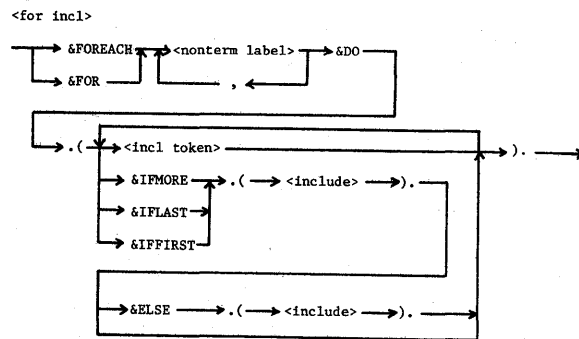 <for incl>
&FOREACH <nonterm label> &DO
&FOR ,
.( <incl token> ).
&IFMORE .( <include> ).
&IFLAST
&IFFIRST
&ELSE .( <include> ).